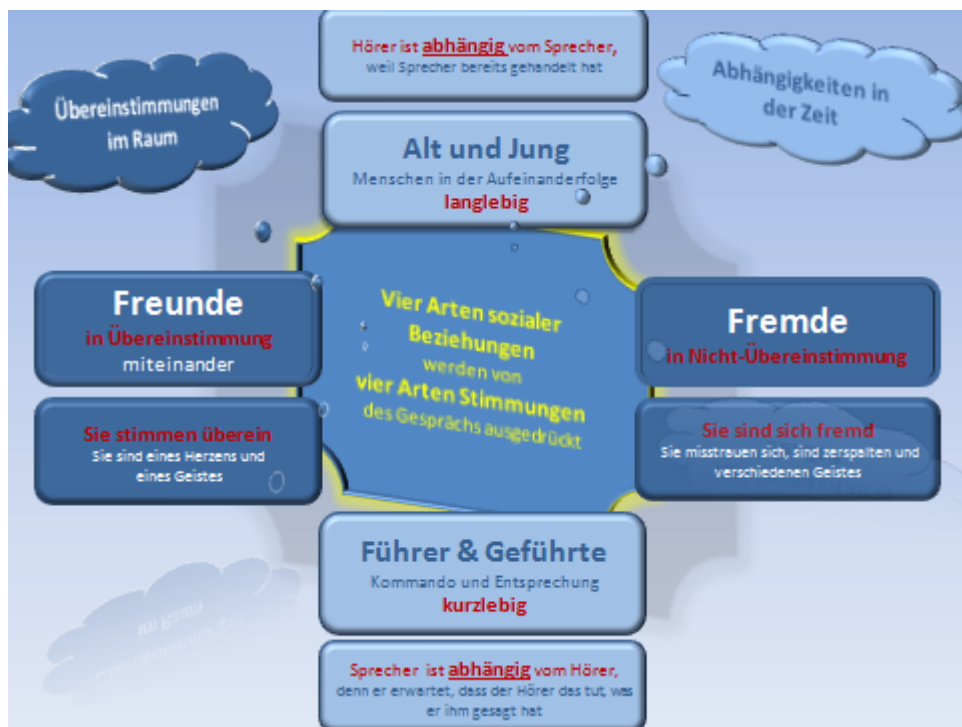 Hörer ist abhängig vom Sprecher,
weil Sprecher bereits gehandelt hat
Übereinstimmungen
im Raum
Abhängigkeiten in
der Zeit
Alt und Jung
Menschen in der Aufeinanderfolge
langlebig
Freunde
in Übereinstimmung
miteinander
Sie stimmen überein
Sie sind eines Herzens und
eines Geistes
Vier Arten sozialer
Beziehungen
werden von
vier Arten Stimmungen
des Gesprächs ausgedrückt
Fremde
in Nicht-Übereinstimmung
Sie sind sich fremd
Sie misstrauen sich, sind zerspalten und
verschiedenen Geistes
Führer & Geführte
Kommando und Entsprechung
kurzlebig
Sprecher ist abhängig vom Hörer,
denn er erwartet, dass der Hörer das tut, was
er ihm gesagt hat